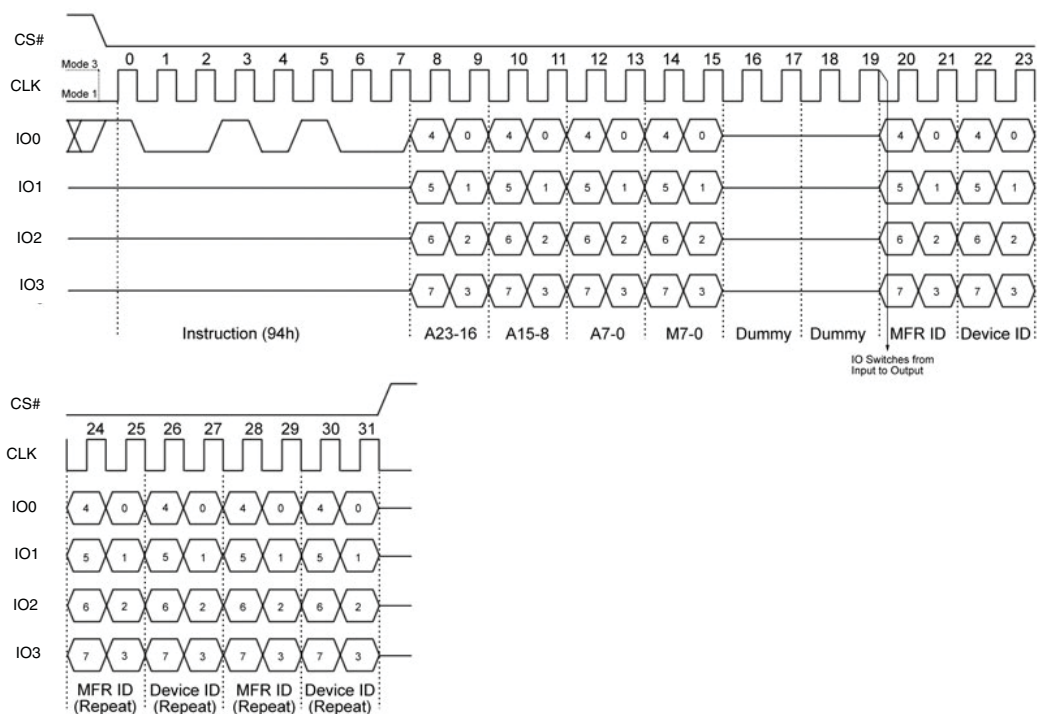 CS#
Mode 3
0 1 2 3 4 5 6 7 8 9 10 11 12 13 14 15 16 17 18 19 20 21 22 23
CLK
Mode 1
IO0 4 0 4 0 4 0 4 0 4 0 4 0
IO1 5 1 5 1 5 1 5 1 5 1 5 1
IO2 6 2 6 2 6 2 6 2 6 2 6 2
IO3 7 3 7 3 7 3 7 3 7 3 7 3
Instruction (94h) A23-16 A15-8 A7-0 M7-0 Dummy Dummy MFR ID Device ID
IO Switches from
Input to Output
CS#
24 25 26 27 28 29 30 31
CLK
IO0 4 0 4 0 4 0 4 0
IO1 5 1 5 1 5 1 5 1
IO2 6 2 6 2 6 2 6 2
IO3 7 3 7 3 7 3 7 3
MFR ID Device ID MFR ID Device ID
(Repeat) (Repeat) (Repeat) (Repeat)